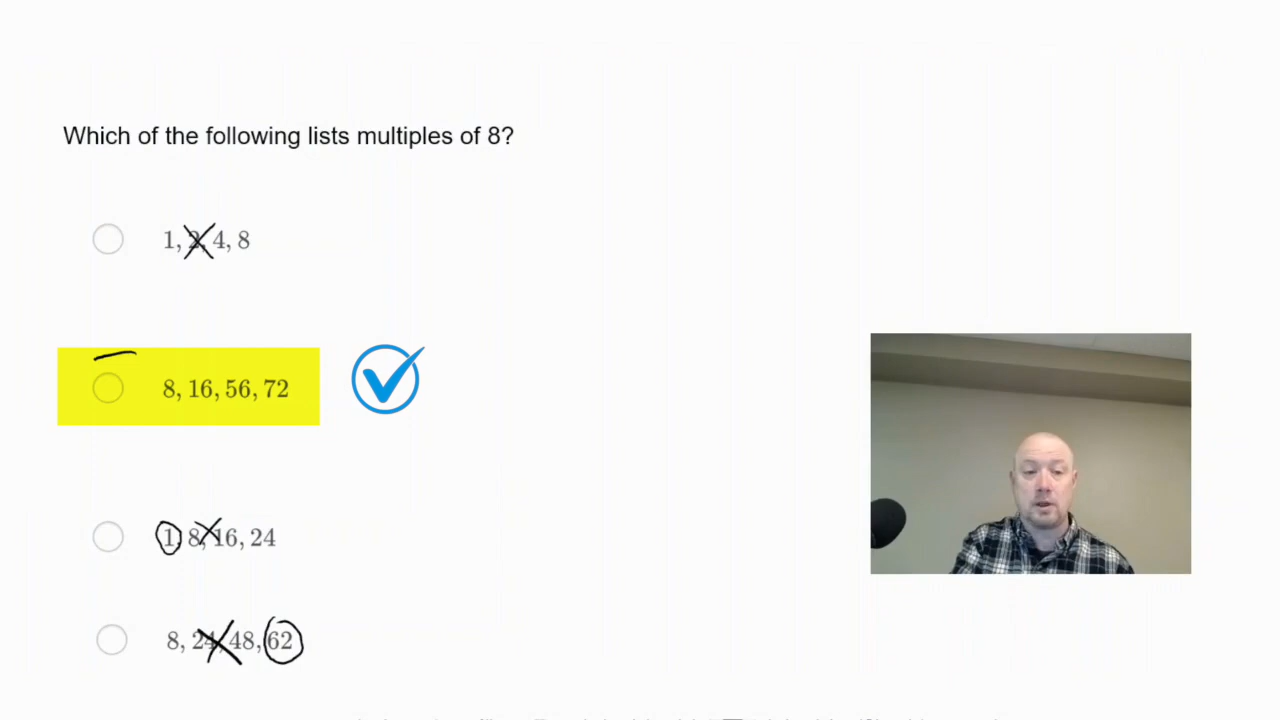 Which of the following lists multiples of 8?
1, 2, 4, 8
8, 16, 56, 72
1, 8, 16, 24
8, 24, 48, 62